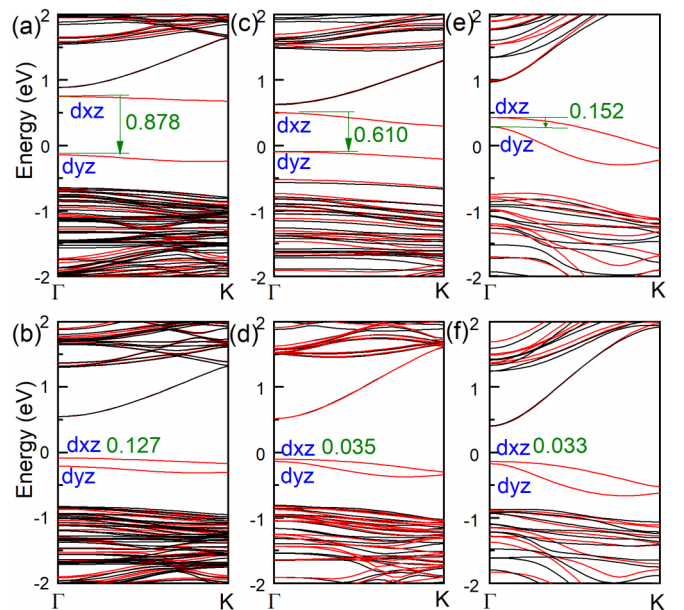 (a)
2
1
0
-1
-2
Energy (eV)
dxz
0.878
dyz
Γ
K
(c)
2
1
0
-1
-2
dxz
0.610
dyz
Γ
K
(e)
2
1
0
-1
-2
dxz
0.152
dyz
Γ
K
(b)
2
1
0
-1
-2
Energy (eV)
dxz 0.127
dyz
Γ
K
(d)
2
1
0
-1
-2
dxz 0.035
dyz
Γ
K
(f)
2
1
0
-1
-2
dxz 0.033
dyz
Γ
K